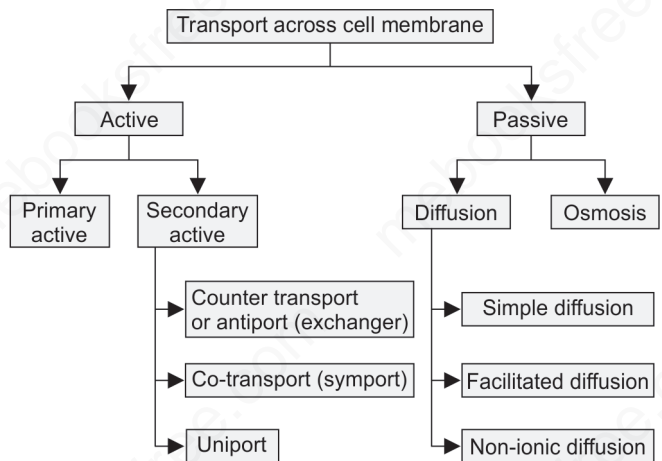 Transport across cell membrane
Active
Passive
Primary
active
Secondary
active
Diffusion
Osmosis
Counter transport
or antiport (exchanger)
Simple diffusion
Co-transport (symport)
Facilitated diffusion
Uniport
Non-ionic diffusion